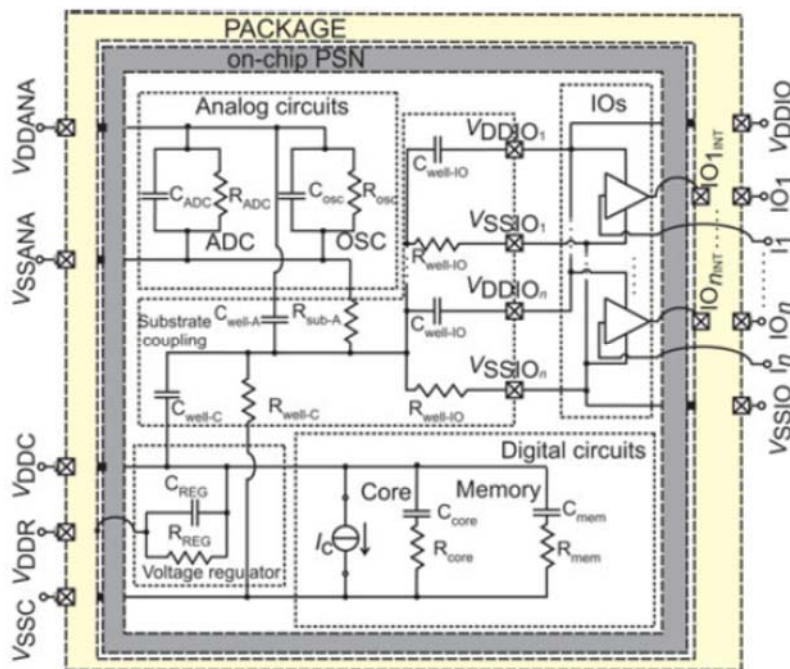 PACKAGE
on-chip PSN
Analog circuits
IOs
VDDANA
VSSANA
VDDC
VDDR
VSSC
VDDIO
IO1
I1
IOn
In
VSSIO
IO1INT
IOnINT
CADC
RADC
Cosc
Rosc
ADC
OSC
Cwell-IO
VDDIO1
VSSIO1
Rwell-IO
VDDIOn
Cwell-IO
VSSIOn
Rwell-IO
Substrate
coupling
Cwell-A
Rsub-A
Cwell-C
Rwell-C
Digital circuits
CREG
RREG
Voltage regulator
Core
Memory
IC
Ccore
Rcore
Cmem
Rmem